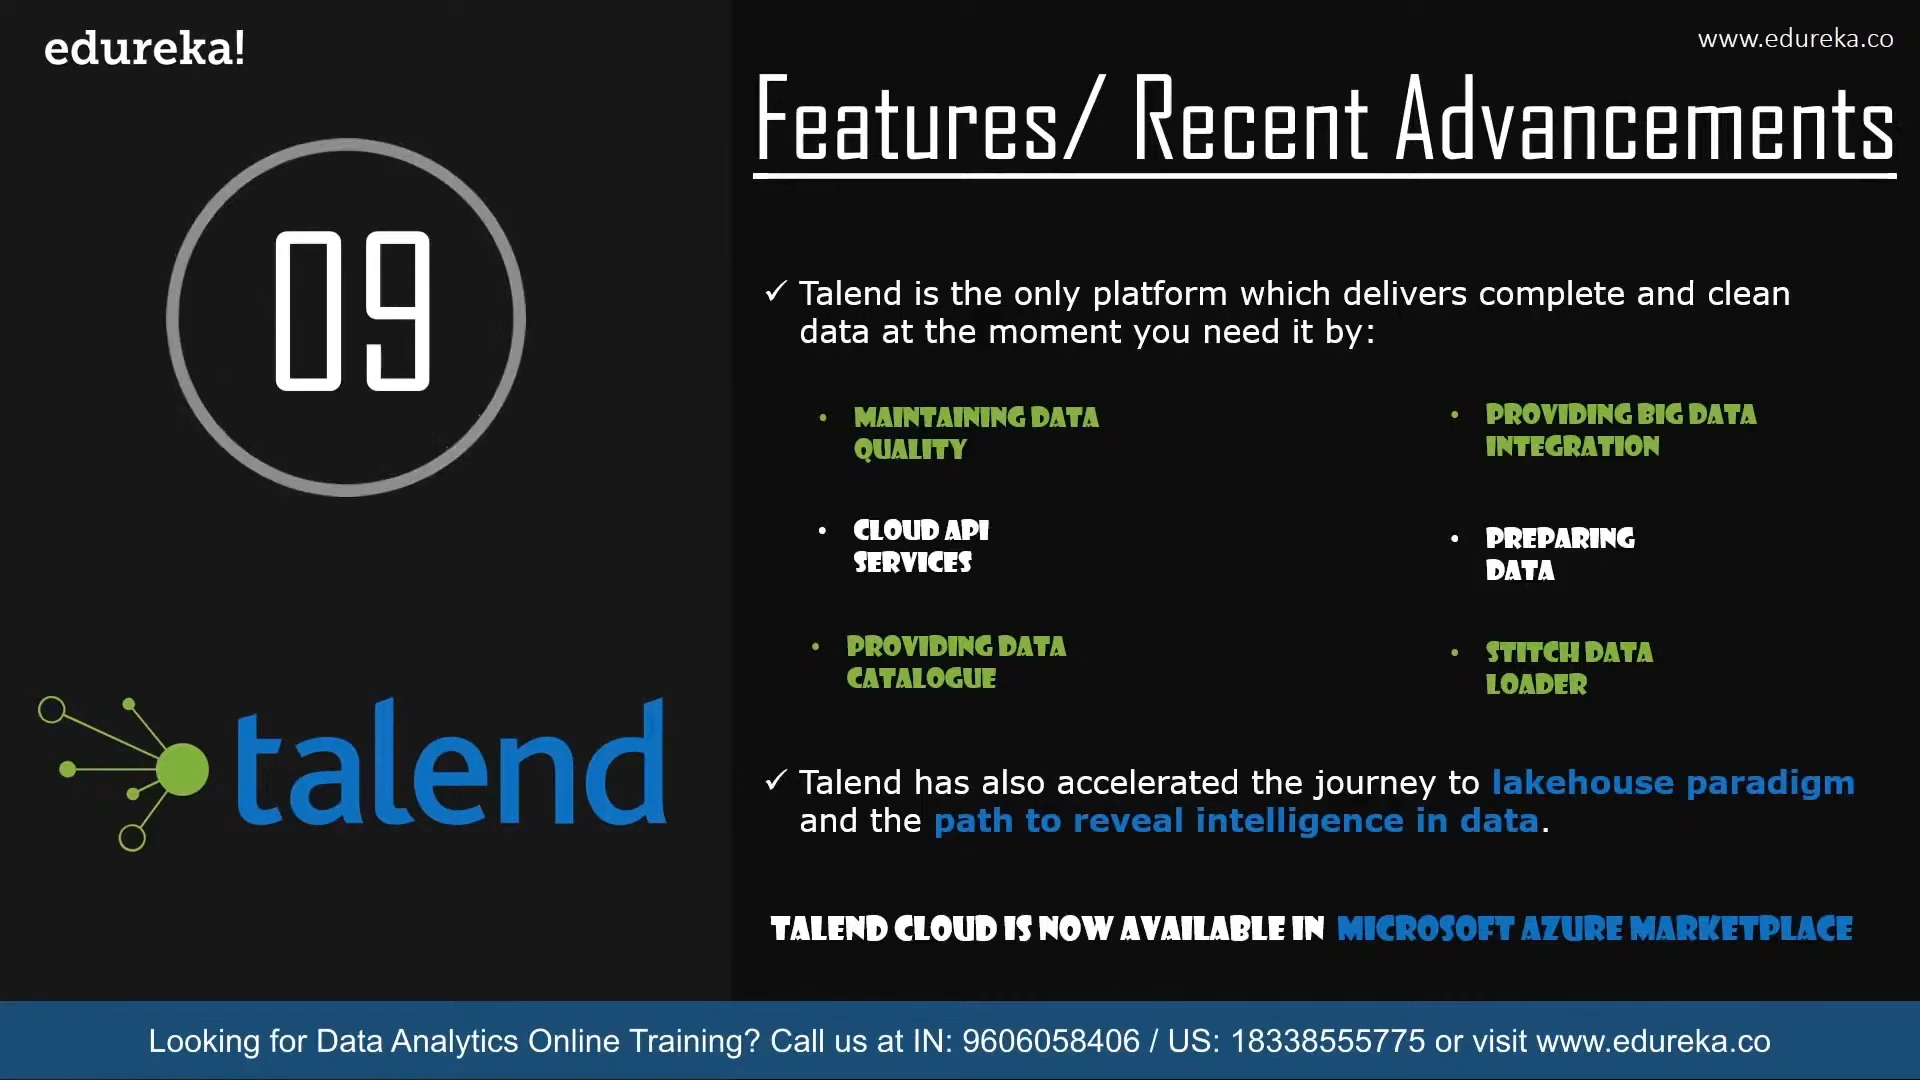 edureka!
www.edureka.co
Features/ Recent Advancements
09
✓ Talend is the only platform which delivers complete and clean
data at the moment you need it by:
• MAINTAINING DATA
QUALITY
• PROVIDING BIG DATA
INTEGRATION
• CLOUD API
SERVICES
• PREPARING
DATA
• PROVIDING DATA
CATALOGUE
• STITCH DATA
LOADER
talend
✓ Talend has also accelerated the journey to lakehouse paradigm
and the path to reveal intelligence in data.
TALEND CLOUD IS NOW AVAILABLE IN MICROSOFT AZURE MARKETPLACE
Looking for Data Analytics Online Training? Call us at IN: 9606058406 / US: 18338555775 or visit www.edureka.co